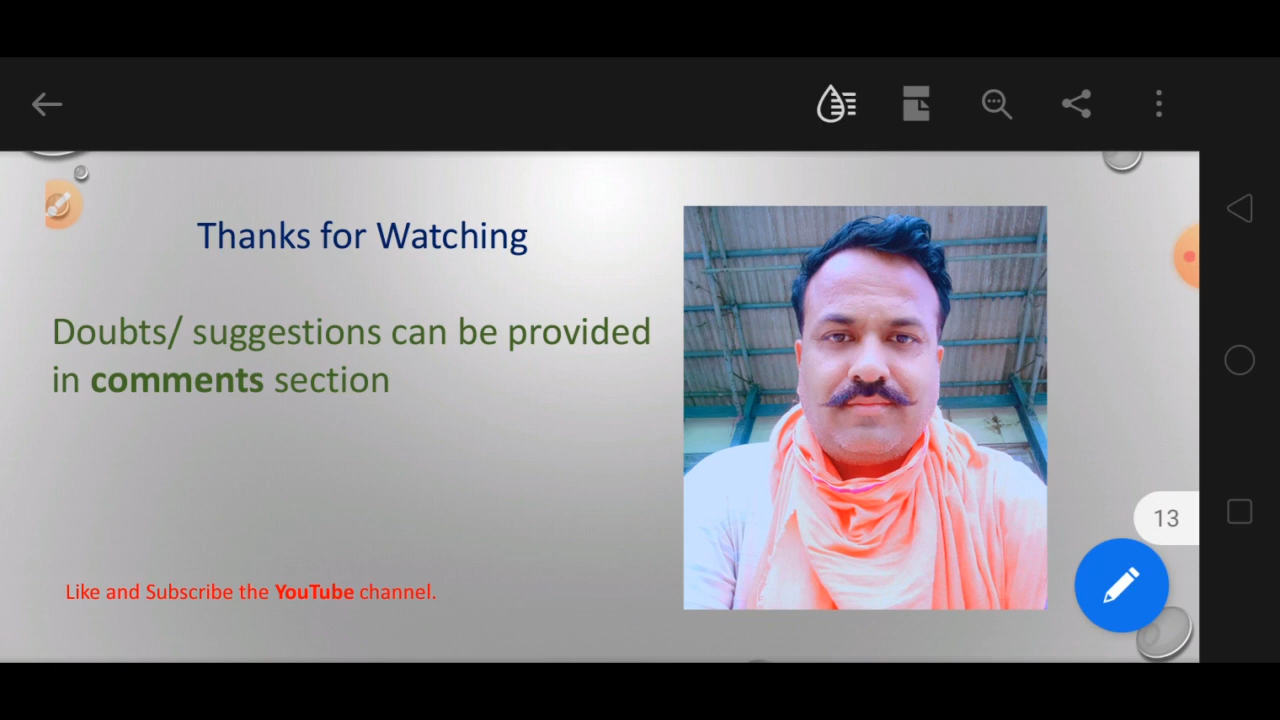 Thanks for Watching
Doubts/ suggestions can be provided
in comments section
Like and Subscribe the YouTube channel.
13